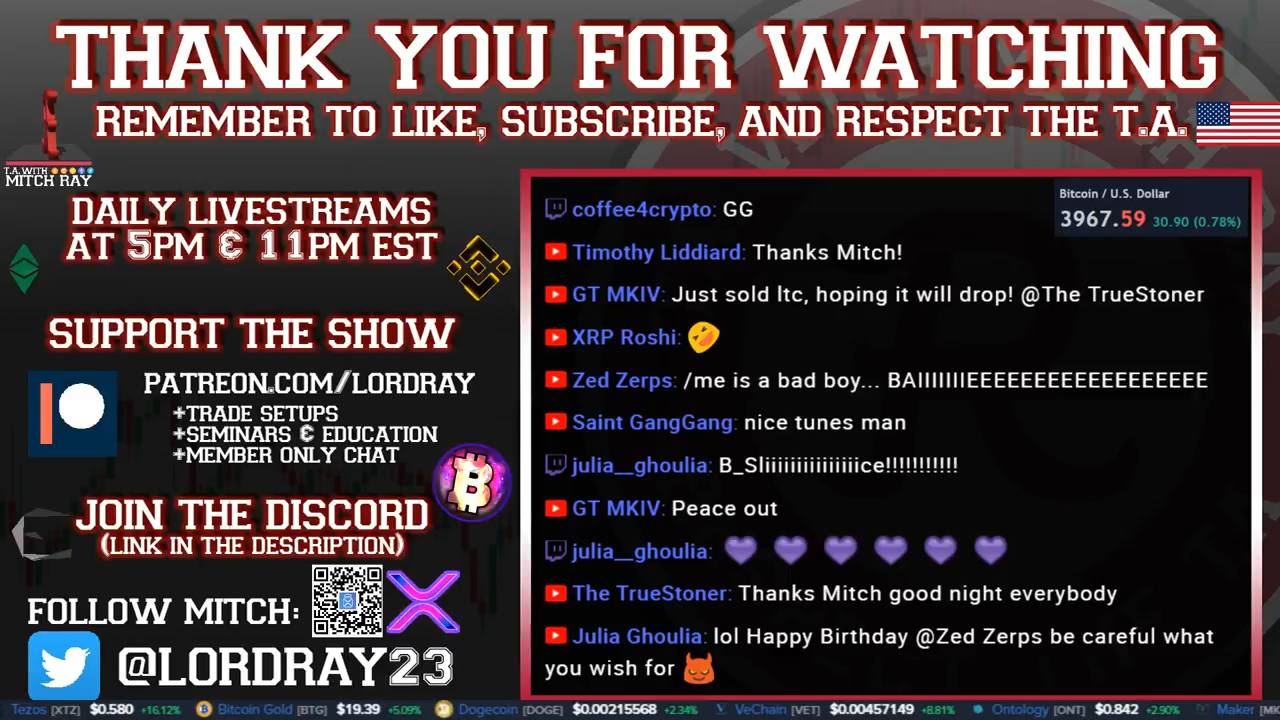 THANK YOU FOR WATCHING
REMEMBER TO LIKE, SUBSCRIBE, AND RESPECT THE T.A.
T.A. WITH
MITCH RAY
DAILY LIVESTREAMS
AT 5PM & 11PM EST
SUPPORT THE SHOW
PATREON.COM/LORDRAY
+TRADE SETUPS
+SEMINARS & EDUCATION
+MEMBER ONLY CHAT
JOIN THE DISCORD
(LINK IN THE DESCRIPTION)
FOLLOW MITCH:
@LORDRAY23
Bitcoin / U.S. Dollar
3967.59 30.90 (0.78%)
coffee4crypto: GG
Timothy Liddiard: Thanks Mitch!
GT MKIV: Just sold ltc, hoping it will drop! @The TrueStoner
XRP Roshi: 🤣
Zed Zerps: /me is a bad boy... BAIIIIIIIEEEEEEEEEEEEEEEEEE
Saint GangGang: nice tunes man
julia__ghoulia: B_Sliiiiiiiiiiiiiiice!!!!!!!!!!!
GT MKIV: Peace out
julia__ghoulia: 💜 💜 💜 💜 💜 💜
The TrueStoner: Thanks Mitch good night everybody
Julia Ghoulia: lol Happy Birthday @Zed Zerps be careful what
you wish for 😈
Tezos [XTZ] $0.580 +16.12% Bitcoin Gold [BTG] $19.39 +5.09% Dogecoin [DOGE] $0.00215568 +2.34% VeChain [VET] $0.00457149 +8.81% Ontology [ONT] $0.842 +2.90% Maker [MK